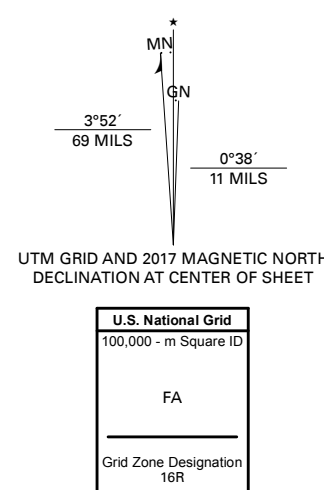 MN
GN
3°52´
69 MILS
0°38´
11 MILS
UTM GRID AND 2017 MAGNETIC NORTH
DECLINATION AT CENTER OF SHEET
U.S. National Grid
100,000 - m Square ID
FA
Grid Zone Designation
16R